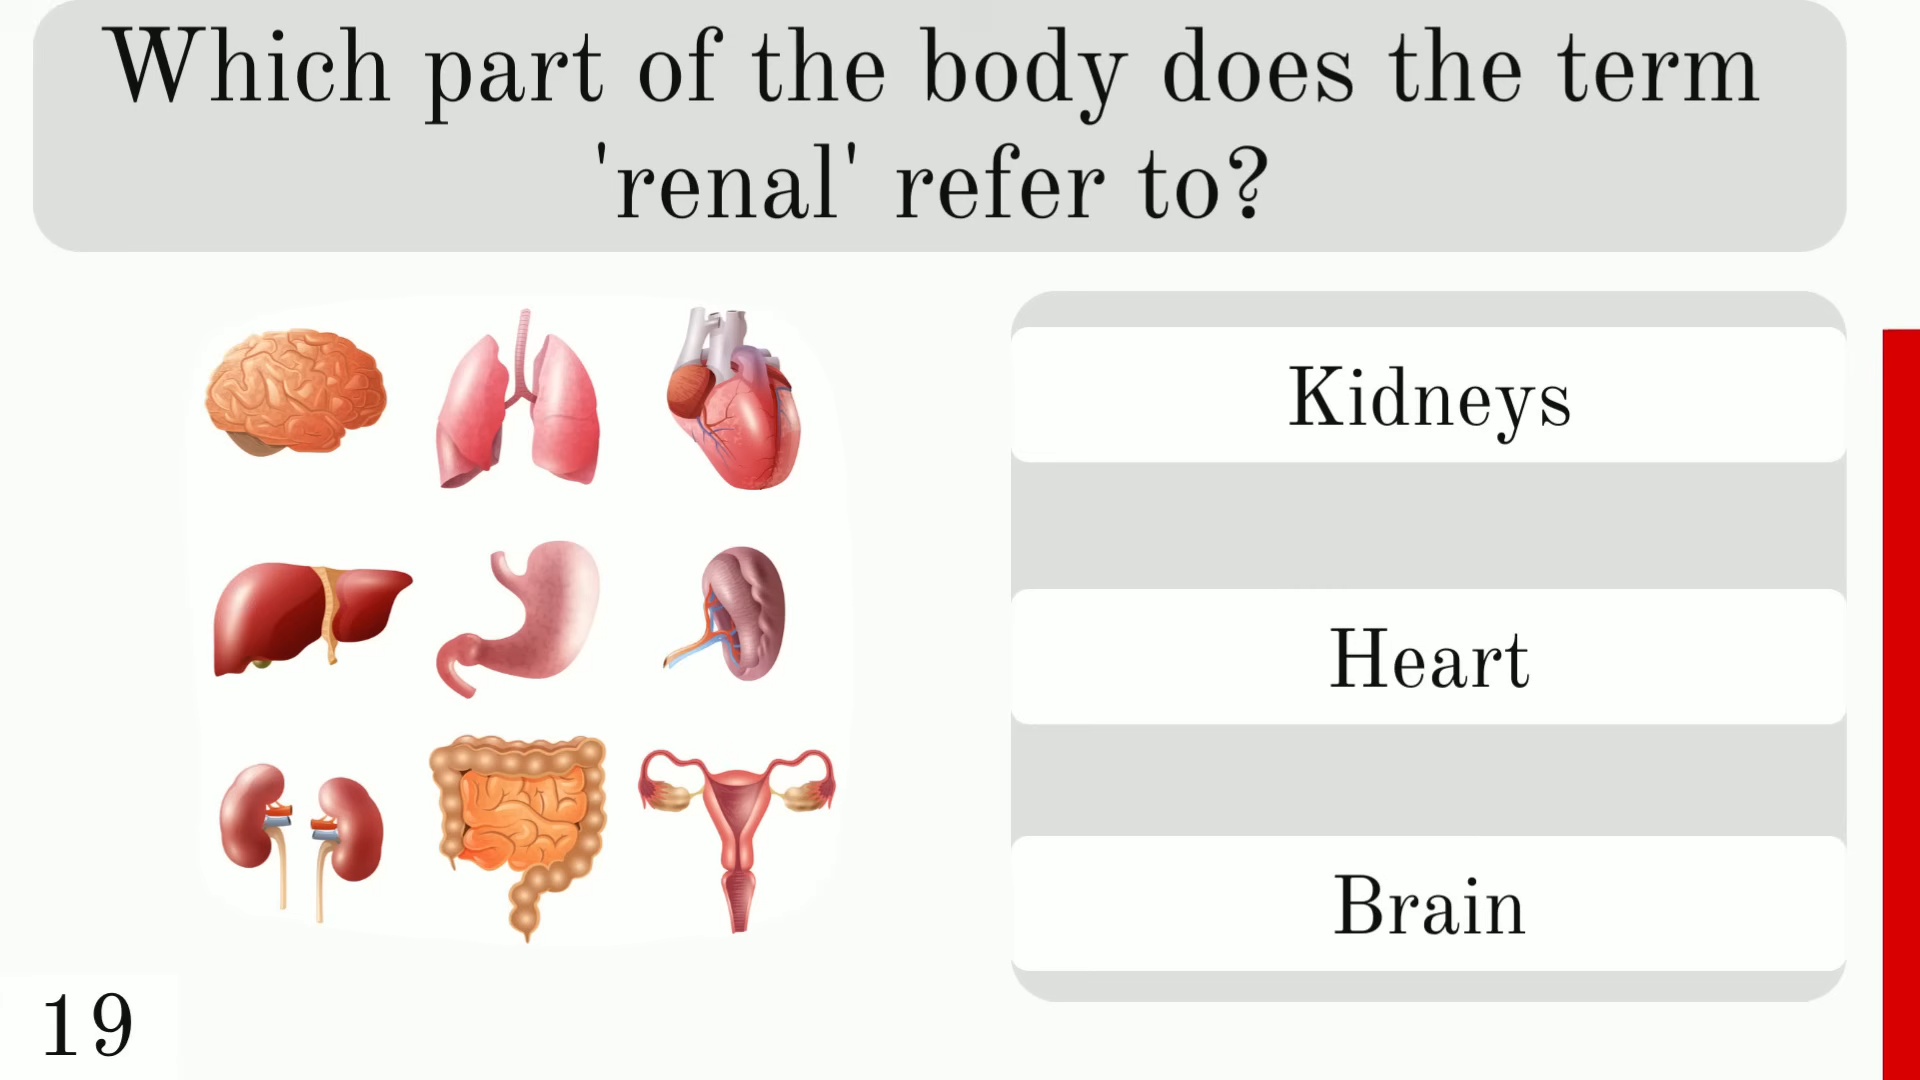 Which part of the body does the term
'renal' refer to?
Kidneys
Heart
Brain
19